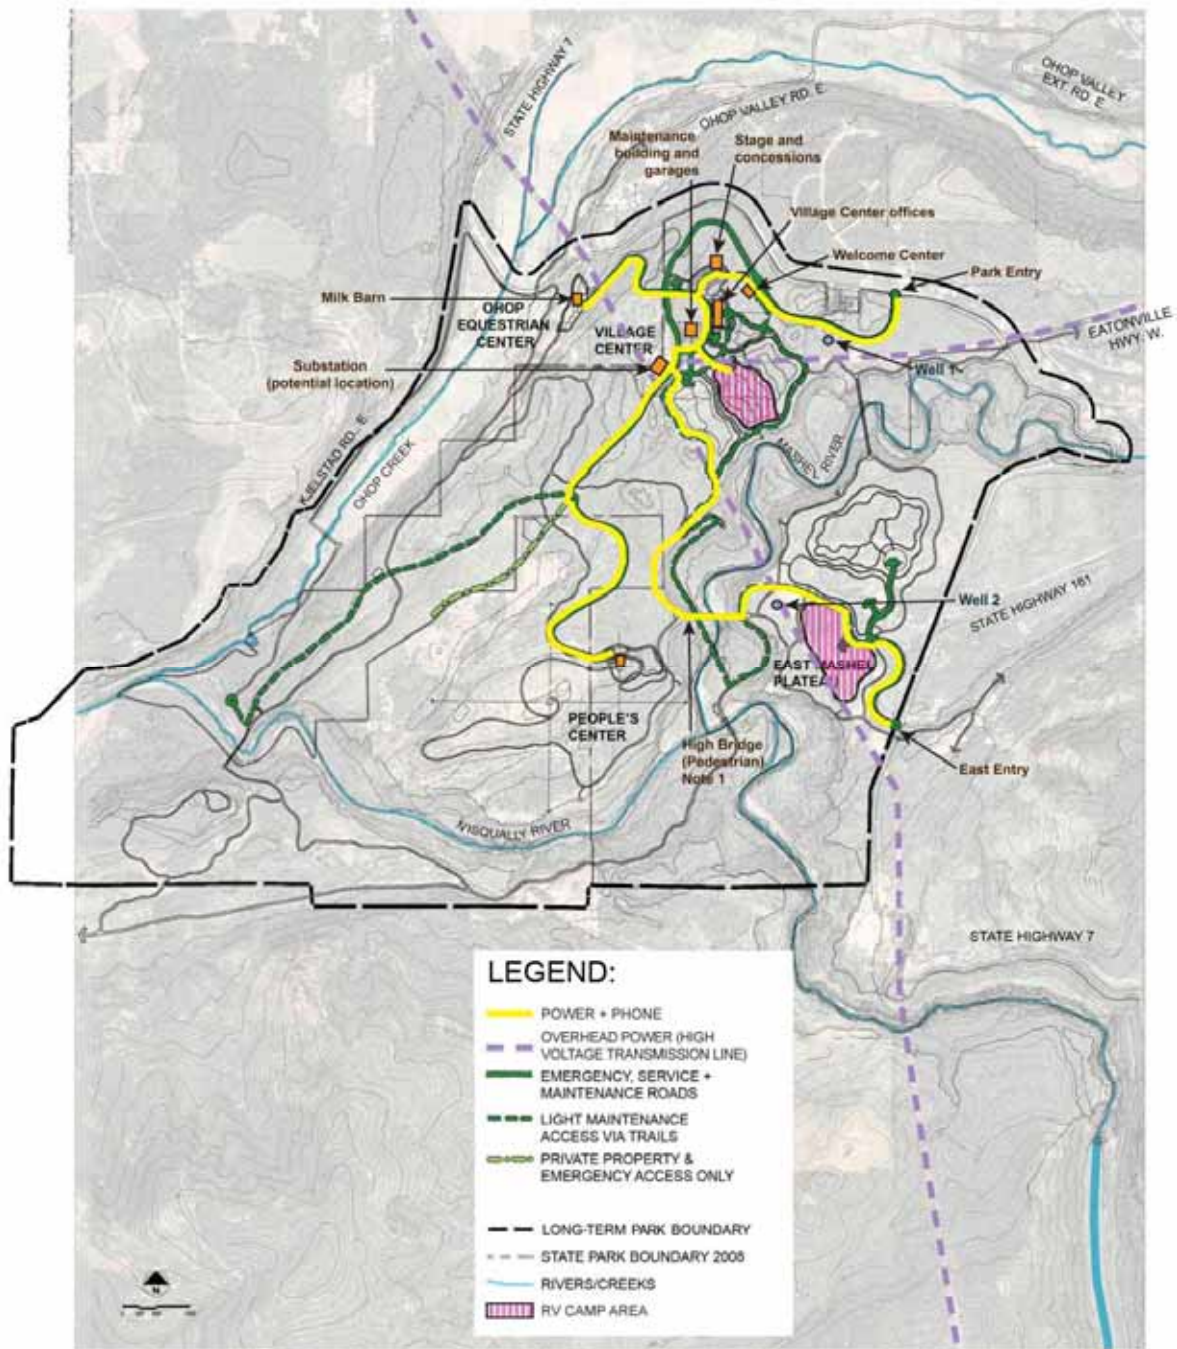 STATE HIGHWAY 7
OHOP VALLEY
EXT. RD. E.
OHOP VALLEY RD. E.
Maintenance
building and
garages
Stage and
concessions
Village Center offices
Welcome Center
Park Entry
Milk Barn
OHOP
EQUESTRIAN
CENTER
VILLAGE
CENTER
EATONVILLE
HWY. W.
Substation
(potential location)
Well 1
KJELSTAD RD. E
OHOP CREEK
MASHEL RIVER
STATE HIGHWAY 161
Well 2
EAST MASHEL
PLATEAU
PEOPLE'S
CENTER
High Bridge
(Pedestrian)
Note 1
East Entry
NISQUALLY RIVER
STATE HIGHWAY 7
LEGEND:
POWER + PHONE
OVERHEAD POWER (HIGH
VOLTAGE TRANSMISSION LINE)
EMERGENCY, SERVICE +
MAINTENANCE ROADS
LIGHT MAINTENANCE
ACCESS VIA TRAILS
PRIVATE PROPERTY &
EMERGENCY ACCESS ONLY
LONG-TERM PARK BOUNDARY
STATE PARK BOUNDARY 2008
RIVERS/CREEKS
RV CAMP AREA
N